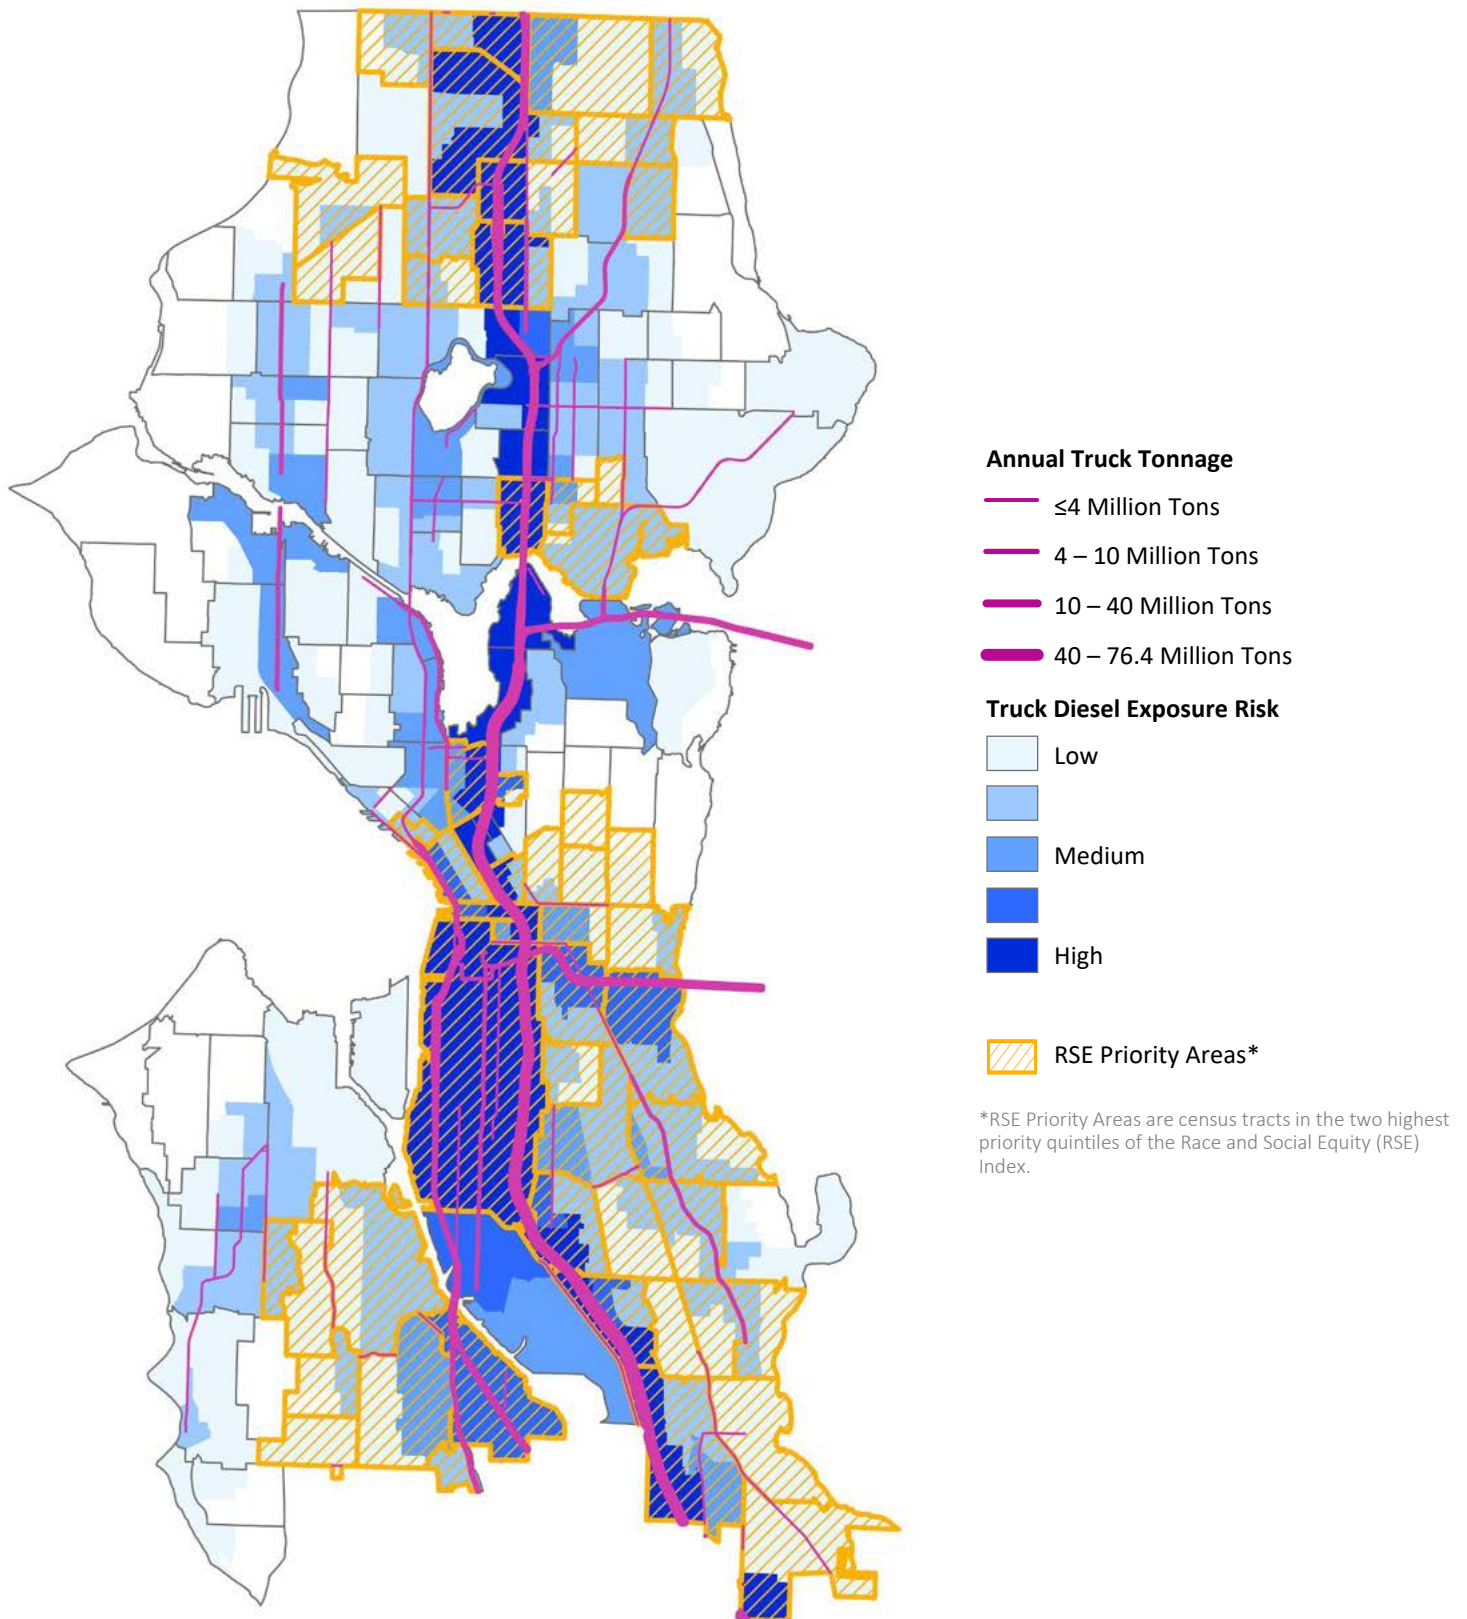 Annual Truck Tonnage
≤4 Million Tons
4 – 10 Million Tons
10 – 40 Million Tons
40 – 76.4 Million Tons
Truck Diesel Exposure Risk
Low
Medium
High
RSE Priority Areas*
*RSE Priority Areas are census tracts in the two highest
priority quintiles of the Race and Social Equity (RSE)
Index.